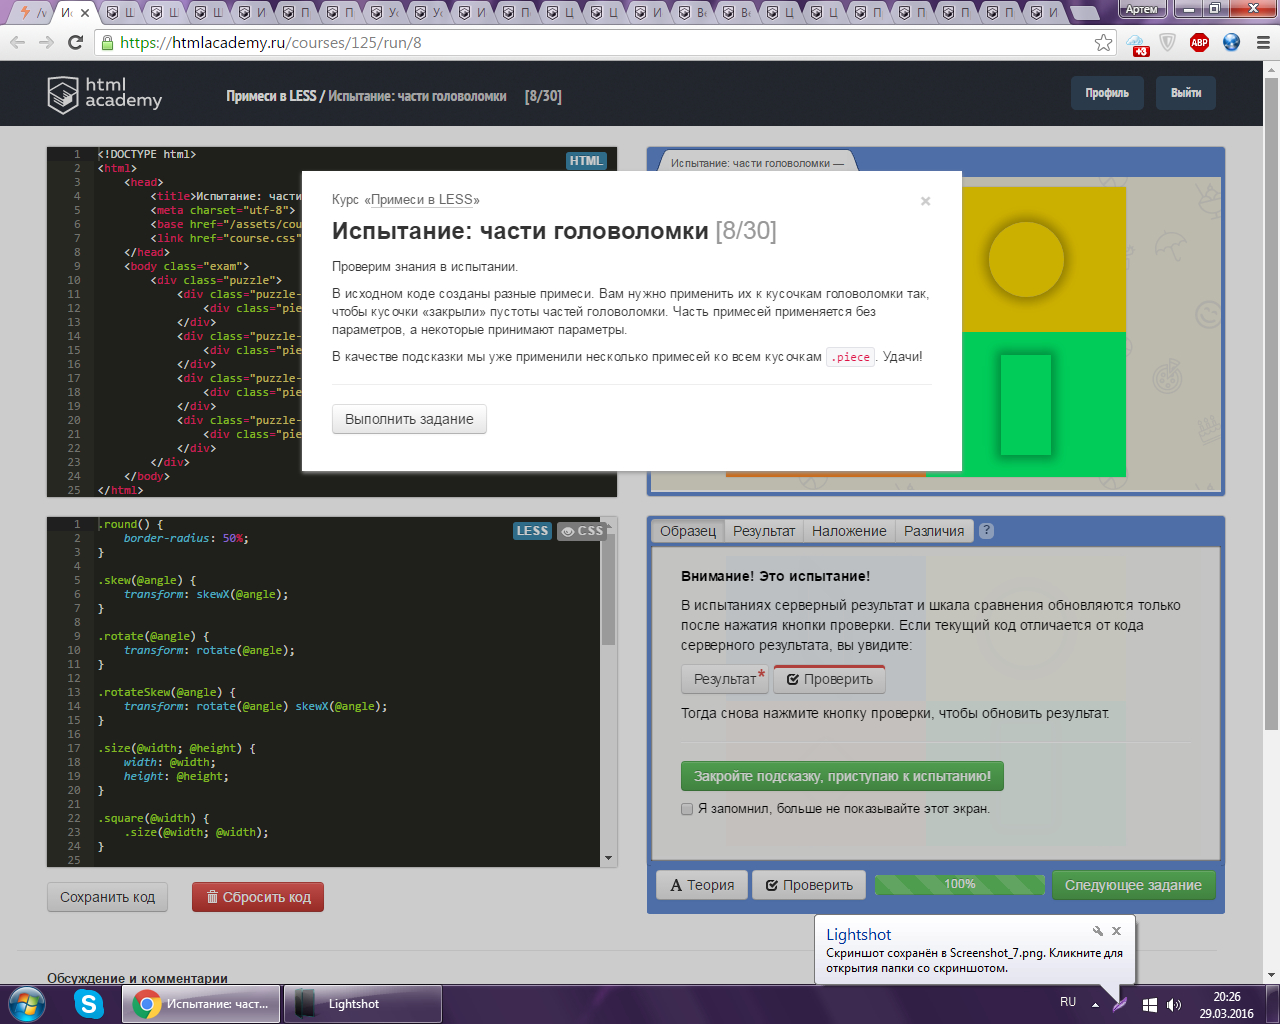 Артем
https://htmlacademy.ru/courses/125/run/8
+3
ABP
html
academy
Примеси в LESS / Испытание: части головоломки [8/30]
Профиль
Выйти
HTML
1 <!DOCTYPE html>
2 <html>
3 <head>
4 <title>Испытание: части
5 <meta charset="utf-8">
6 <base href="/assets/cou
7 <link href="course.css"
8 </head>
9 <body class="exam">
10 <div class="puzzle">
11 <div class="puzzle-
12 <div class="pie
13 </div>
14 <div class="puzzle-
15 <div class="pie
16 </div>
17 <div class="puzzle-
18 <div class="pie
19 </div>
20 <div class="puzzle-
21 <div class="pie
22 </div>
23 </div>
24 </body>
25 </html>
Испытание: части головоломки —
Курс «Примеси в LESS»
×
Испытание: части головоломки [8/30]
Проверим знания в испытании.
В исходном коде созданы разные примеси. Вам нужно применить их к кусочкам головоломки так,
чтобы кусочки «закрыли» пустоты частей головоломки. Часть примесей применяется без
параметров, а некоторые принимают параметры.
В качестве подсказки мы уже применили несколько примесей ко всем кусочкам .piece. Удачи!
Выполнить задание
LESS
CSS
1 .round() {
2 border-radius: 50%;
3 }
4
5 .skew(@angle) {
6 transform: skewX(@angle);
7 }
8
9 .rotate(@angle) {
10 transform: rotate(@angle);
11 }
12
13 .rotateSkew(@angle) {
14 transform: rotate(@angle) skewX(@angle);
15 }
16
17 .size(@width; @height) {
18 width: @width;
19 height: @height;
20 }
21
22 .square(@width) {
23 .size(@width; @width);
24 }
25
Образец
Результат
Наложение
Различия
?
Внимание! Это испытание!
В испытаниях серверный результат и шкала сравнения обновляются только
после нажатия кнопки проверки. Если текущий код отличается от кода
серверного результата, вы увидите:
Результат*
Проверить
Тогда снова нажмите кнопку проверки, чтобы обновить результат.
Закройте подсказку, приступаю к испытанию!
Я запомнил, больше не показывайте этот экран.
Сохранить код
Сбросить код
A Теория
Проверить
100%
Следующее задание
Обсуждение и комментарии
Lightshot
Скриншот сохранён в Screenshot_7.png. Кликните для
открытия папки со скриншотом.
Испытание: част...
Lightshot
RU
20:26
29.03.2016